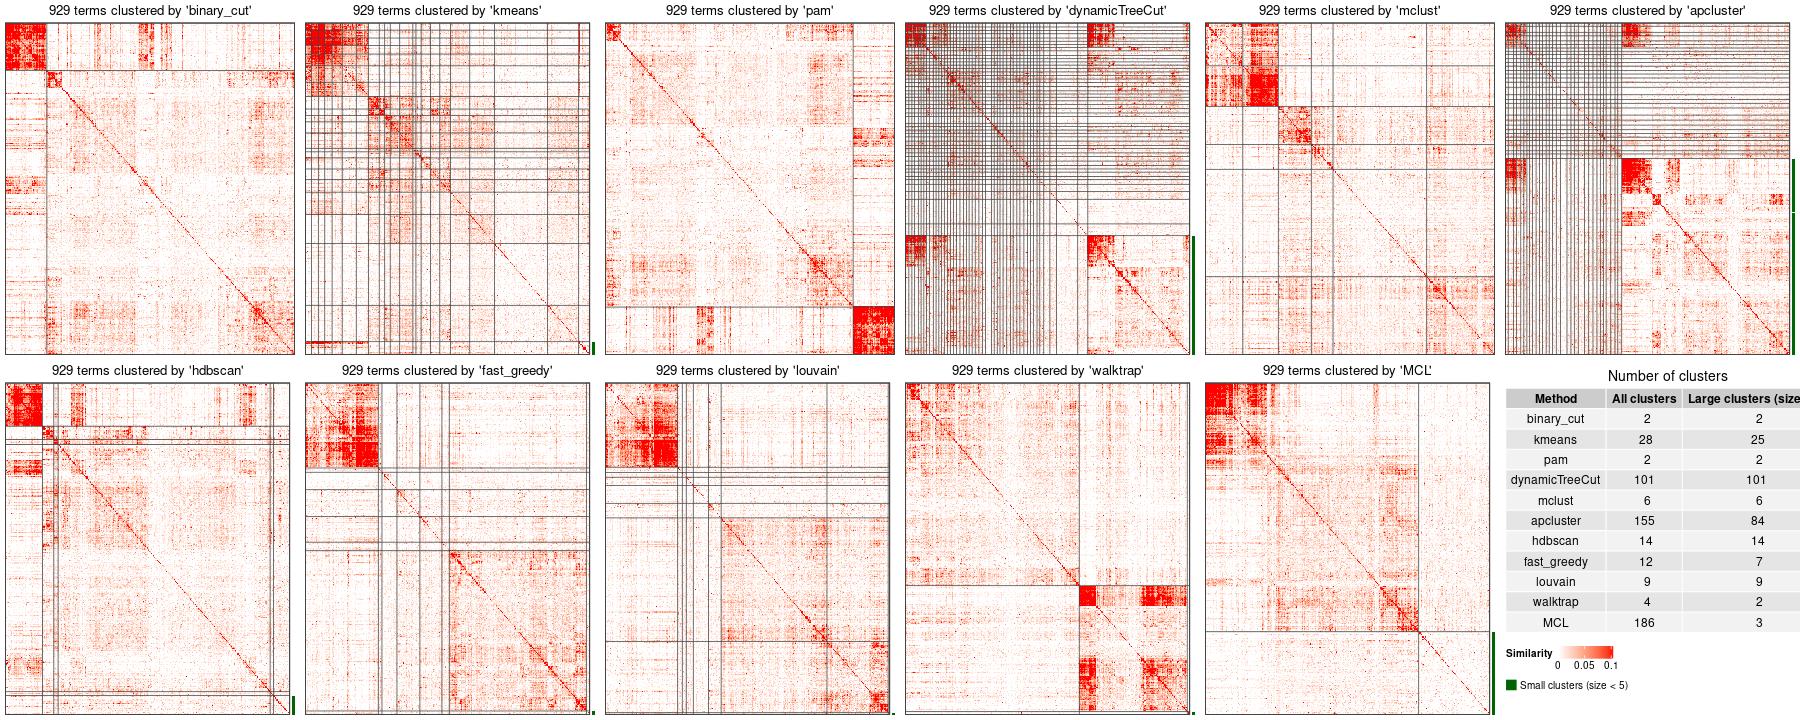 929 terms clustered by 'binary_cut'
929 terms clustered by 'kmeans'
929 terms clustered by 'pam'
929 terms clustered by 'dynamicTreeCut'
929 terms clustered by 'mclust'
929 terms clustered by 'apcluster'
929 terms clustered by 'hdbscan'
929 terms clustered by 'fast_greedy'
929 terms clustered by 'louvain'
929 terms clustered by 'walktrap'
929 terms clustered by 'MCL'
Number of clusters
Method All clusters Large clusters (size
binary_cut 2 2
kmeans 28 25
pam 2 2
dynamicTreeCut 101 101
mclust 6 6
apcluster 155 84
hdbscan 14 14
fast_greedy 12 7
louvain 9 9
walktrap 4 2
MCL 186 3
Similarity
0 0.05 0.1
Small clusters (size < 5)